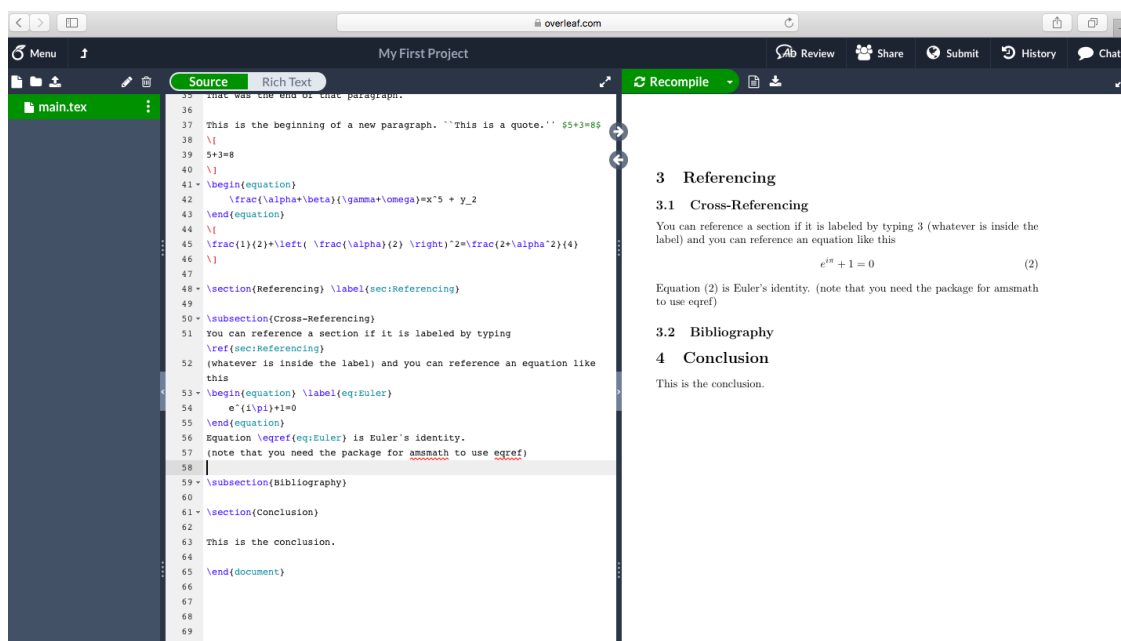 overleaf.com
Menu
My First Project
Review
Share
Submit
History
Chat
Source
Rich Text
Recompile
main.tex
35 That was the end of that paragraph.
36
37 This is the beginning of a new paragraph. ``This is a quote.'' $5+3=8$
38 \[
39 5+3=8
40 \]
41 \begin{equation}
42 \frac{\alpha+\beta}{\gamma+\omega}=x^5 + y_2
43 \end{equation}
44 \[
45 \frac{1}{2}+\left( \frac{\alpha}{2} \right)^2=\frac{2+\alpha^2}{4}
46 \]
47
48 \section{Referencing} \label{sec:Referencing}
49
50 \subsection{Cross-Referencing}
51 You can reference a section if it is labeled by typing
\ref{sec:Referencing}
52 (whatever is inside the label) and you can reference an equation like
this
53 \begin{equation} \label{eq:Euler}
54 e^{i\pi}+1=0
55 \end{equation}
56 Equation \eqref{eq:Euler} is Euler's identity.
57 (note that you need the package for amsmath to use eqref)
58
59 \subsection{Bibliography}
60
61 \section{Conclusion}
62
63 This is the conclusion.
64
65 \end{document}
66
67
68
69
3 Referencing
3.1 Cross-Referencing
You can reference a section if it is labeled by typing 3 (whatever is inside the
label) and you can reference an equation like this
e^{iπ} + 1 = 0 (2)
Equation (2) is Euler's identity. (note that you need the package for amsmath
to use eqref)
3.2 Bibliography
4 Conclusion
This is the conclusion.